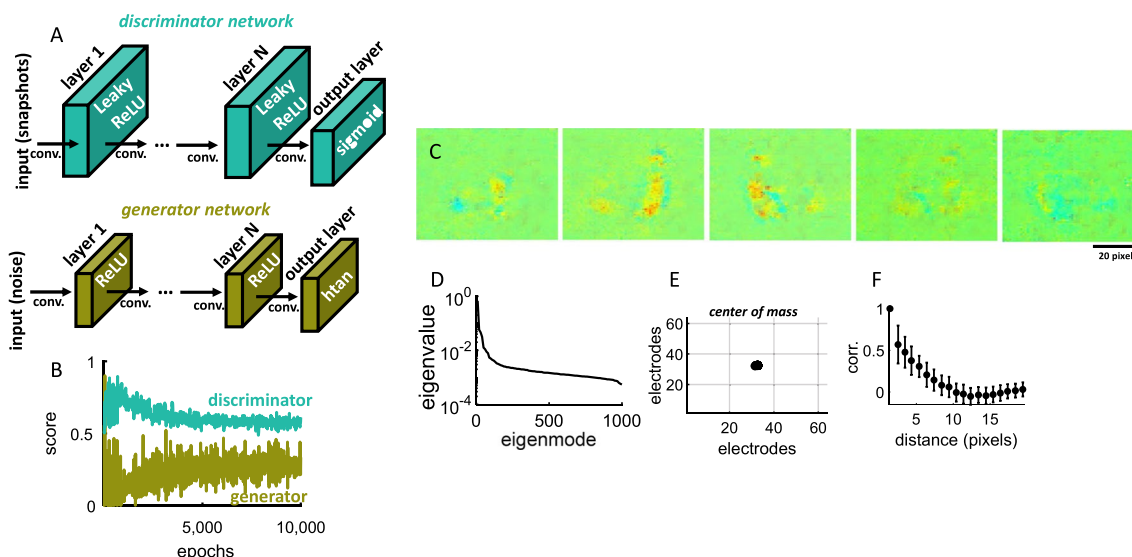 A
discriminator network
input (snapshots)
conv.
layer 1
Leaky
ReLU
conv.
...
conv.
layer N
Leaky
ReLU
conv.
output layer
sigmoid
generator network
input (noise)
conv.
layer 1
ReLU
conv.
...
conv.
layer N
ReLU
conv.
output layer
htan
B
score
1
0.5
0
discriminator
generator
5,000
10,000
epochs
C
20 pixel
D
eigenvalue
10^0
10^-2
10^-4
0
500
1000
eigenmode
E
center of mass
electrodes
60
40
20
20
40
60
electrodes
F
corr.
1
0.5
0
5
10
15
distance (pixels)